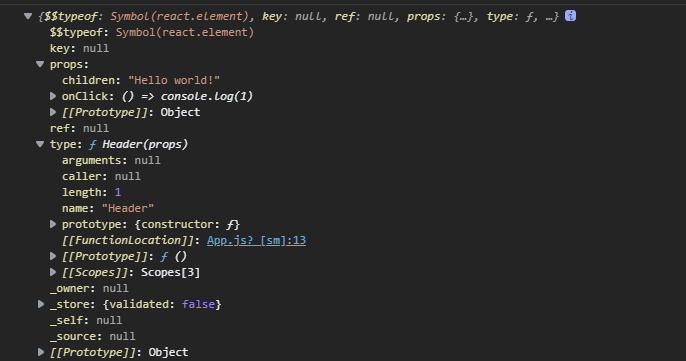 {$$typeof: Symbol(react.element), key: null, ref: null, props: {…}, type: ƒ, …} i
$$typeof: Symbol(react.element)
key: null
props:
children: "Hello world!"
onClick: () => console.log(1)
[[Prototype]]: Object
ref: null
type: ƒ Header(props)
arguments: null
caller: null
length: 1
name: "Header"
prototype: {constructor: ƒ}
[[FunctionLocation]]: App.js? [sm]:13
[[Prototype]]: ƒ ()
[[Scopes]]: Scopes[3]
_owner: null
_store: {validated: false}
_self: null
_source: null
[[Prototype]]: Object